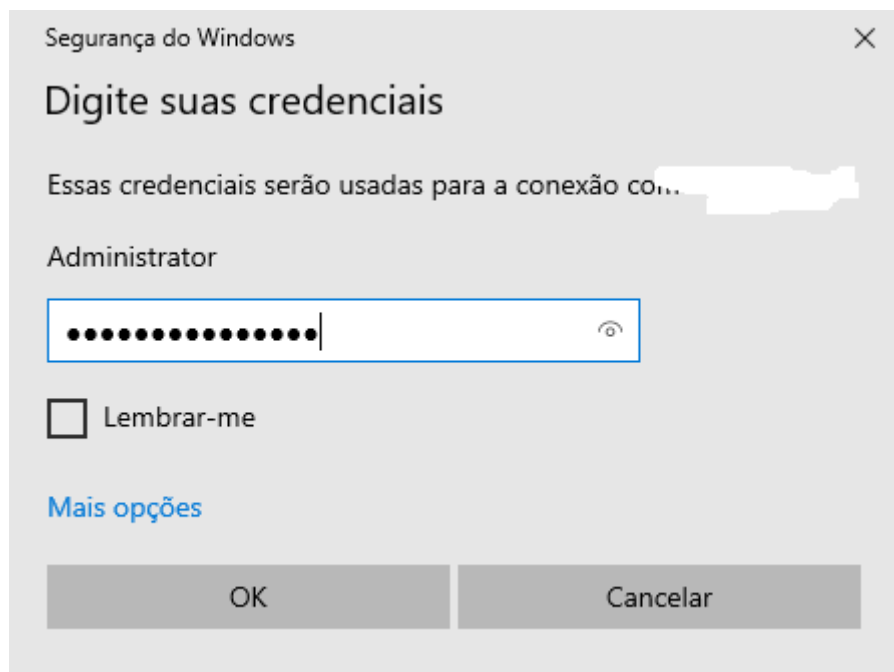 Segurança do Windows
Digite suas credenciais
Essas credenciais serão usadas para a conexão com
Administrator
●●●●●●●●●●●●●●●
Lembrar-me
Mais opções
OK
Cancelar